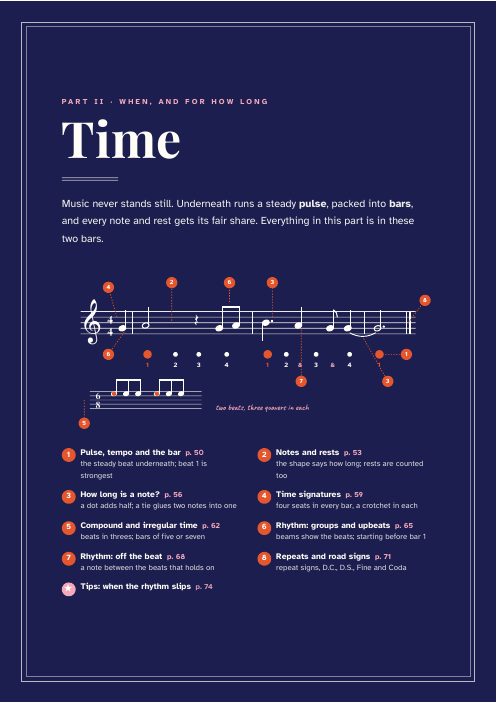 PART II · WHEN, AND FOR HOW LONG
Time
Music never stands still. Underneath runs a steady pulse, packed into bars,
and every note and rest gets its fair share. Everything in this part is in these
two bars.
4 2 6 3 8
4
4
6 1
1 2 3 4 1 2 & 3 & 4 1
7 3
6
8
two beats, three quavers in each
5
1 Pulse, tempo and the bar p. 50
the steady beat underneath; beat 1 is
strongest
2 Notes and rests p. 53
the shape says how long; rests are counted
too
3 How long is a note? p. 56
a dot adds half; a tie glues two notes into one
4 Time signatures p. 59
four seats in every bar, a crotchet in each
5 Compound and irregular time p. 62
beats in threes; bars of five or seven
6 Rhythm: groups and upbeats p. 65
beams show the beats; starting before bar 1
7 Rhythm: off the beat p. 68
a note between the beats that holds on
8 Repeats and road signs p. 71
repeat signs, D.C., D.S., Fine and Coda
★ Tips: when the rhythm slips p. 74